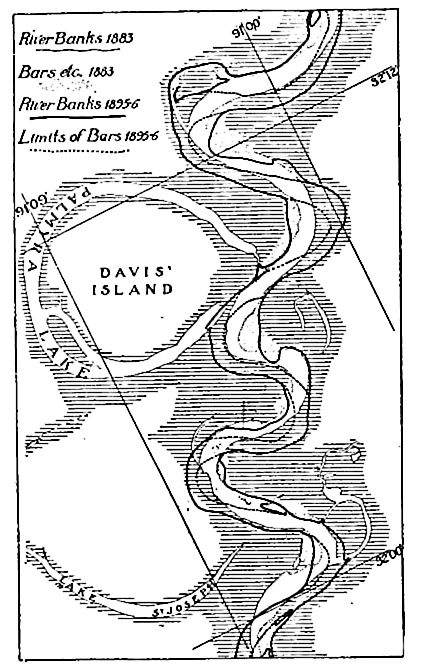 River Banks 1883
Bars etc. 1883
River Banks 1895-6
Limits of Bars 1895-6
91°00'
32°12'
91°09'
PALMYRA
LAKE
DAVIS'
ISLAND
LAKE
ST JOSEPH
32°00'